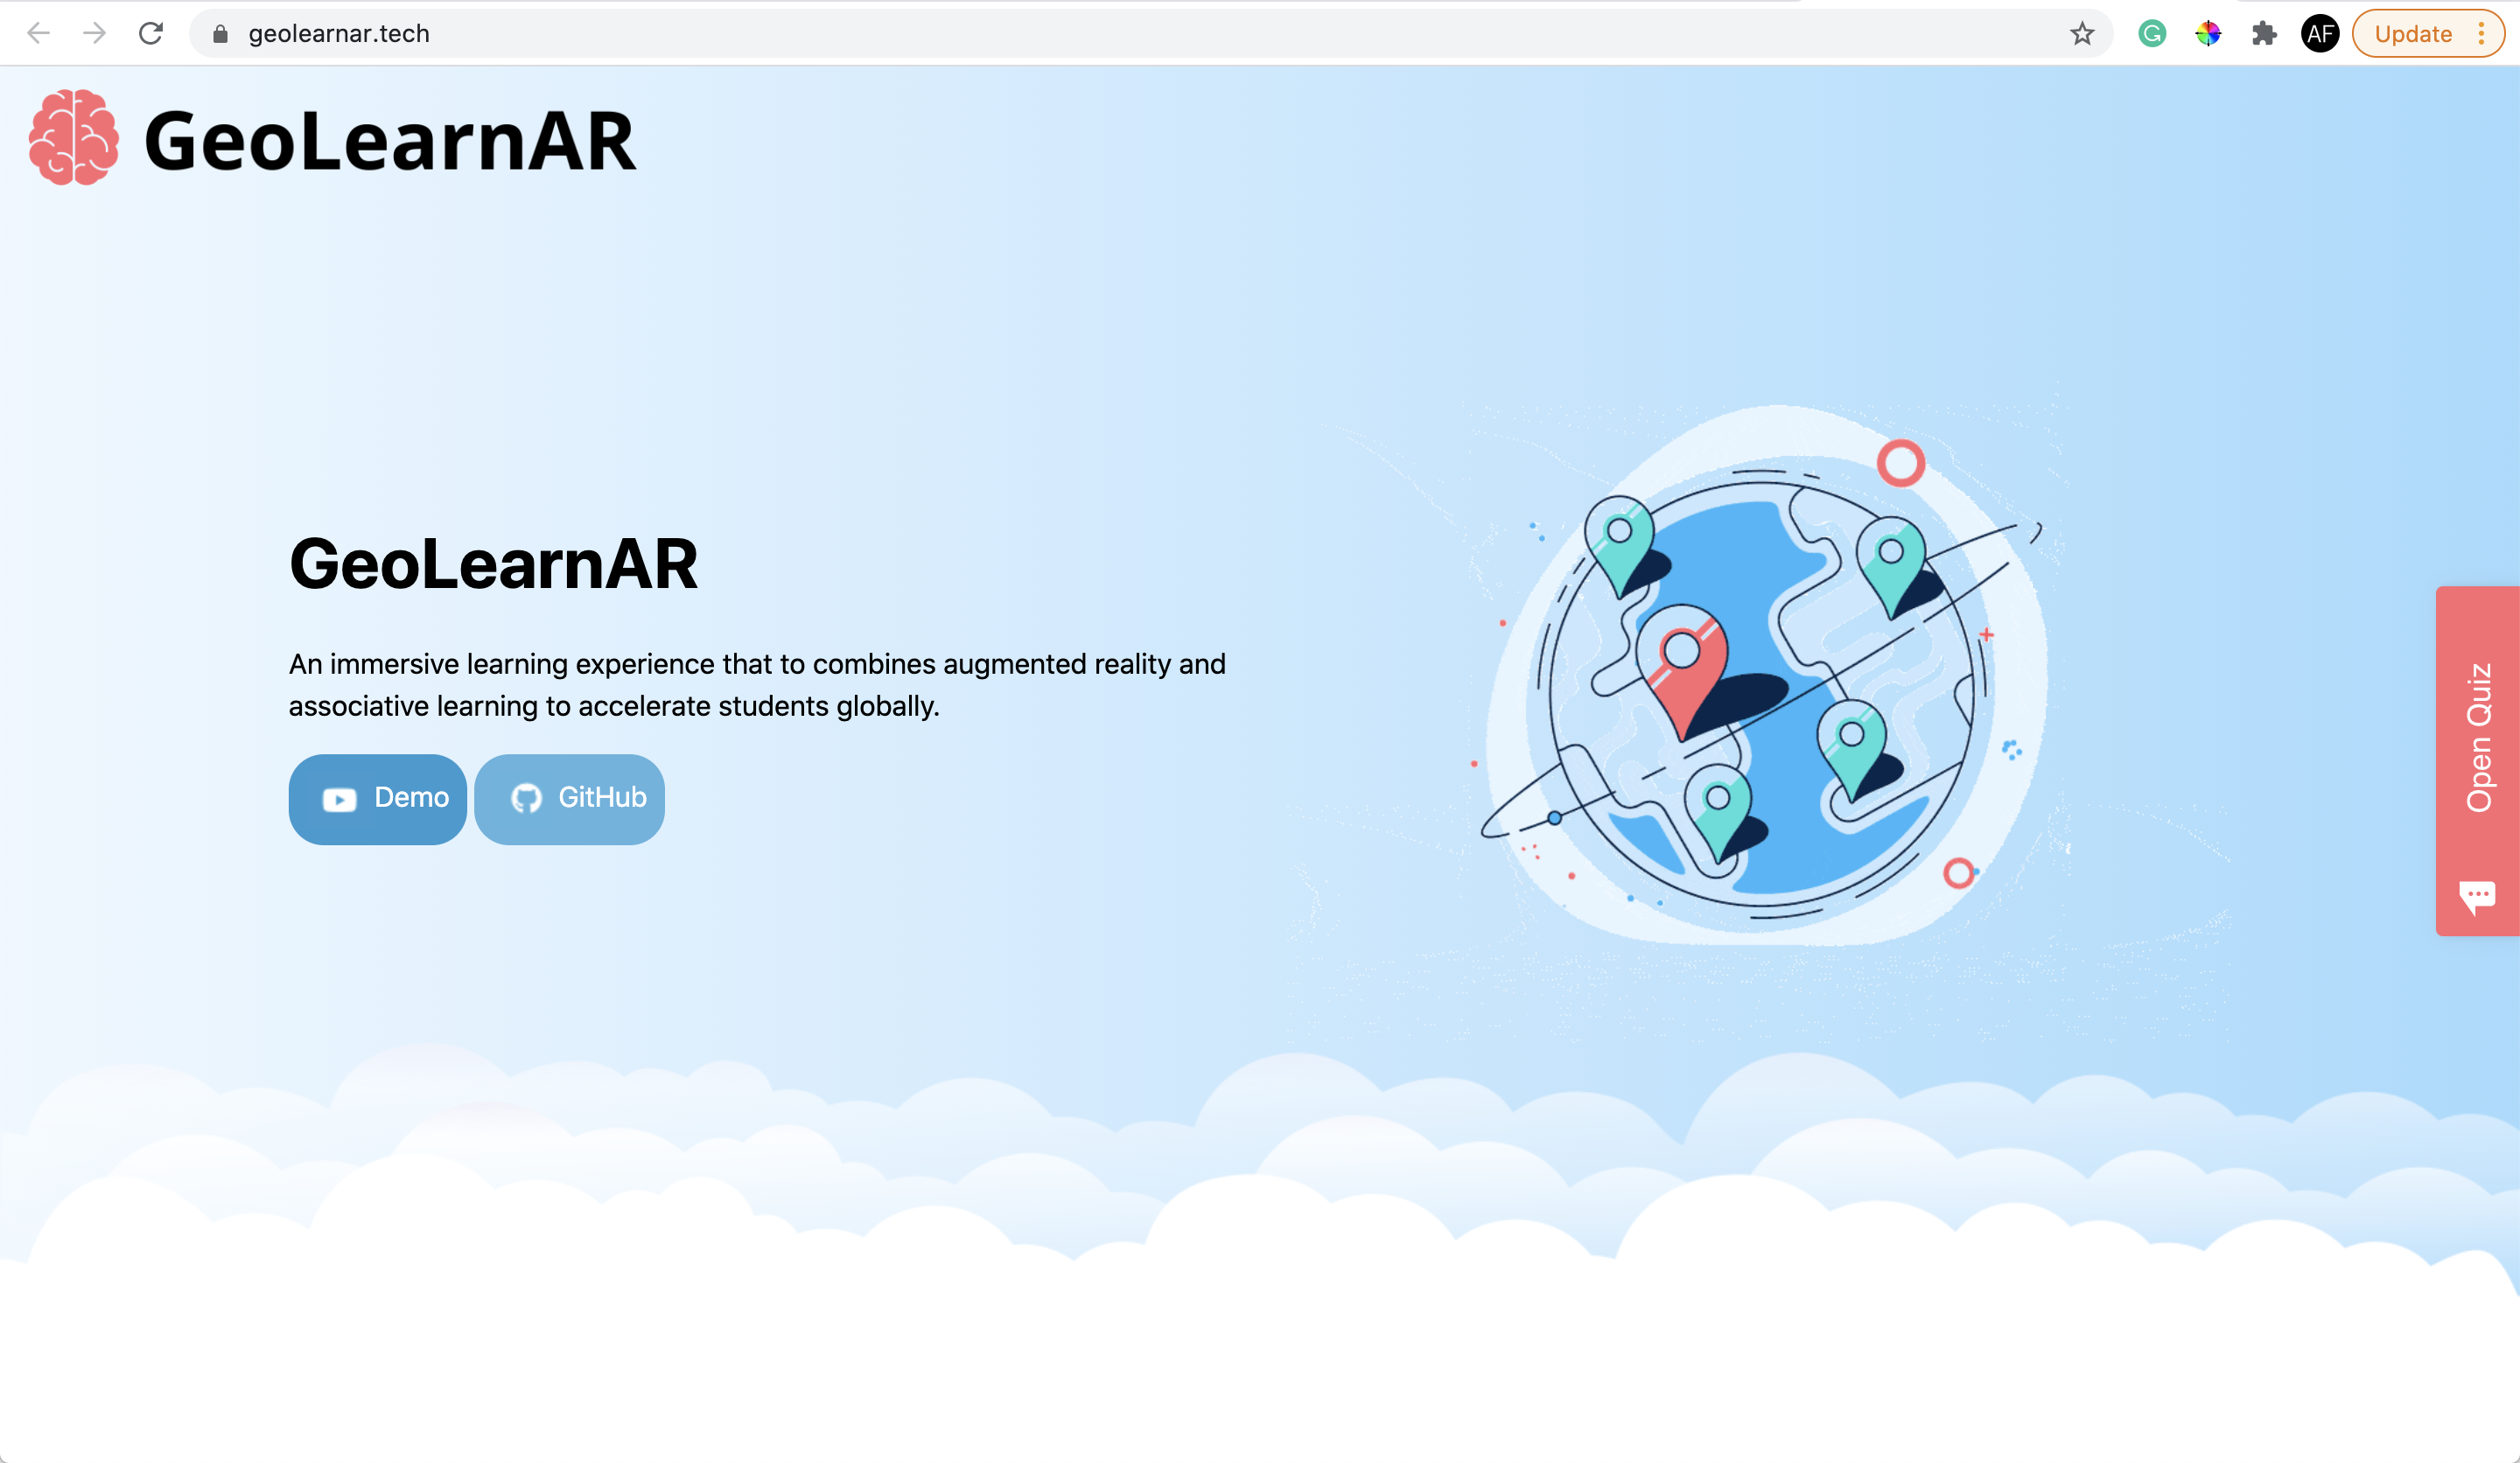 geolearnar.tech
G
AF
Update
GeoLearnAR
GeoLearnAR
An immersive learning experience that to combines augmented reality and
associative learning to accelerate students globally.
Demo
GitHub
Open Quiz